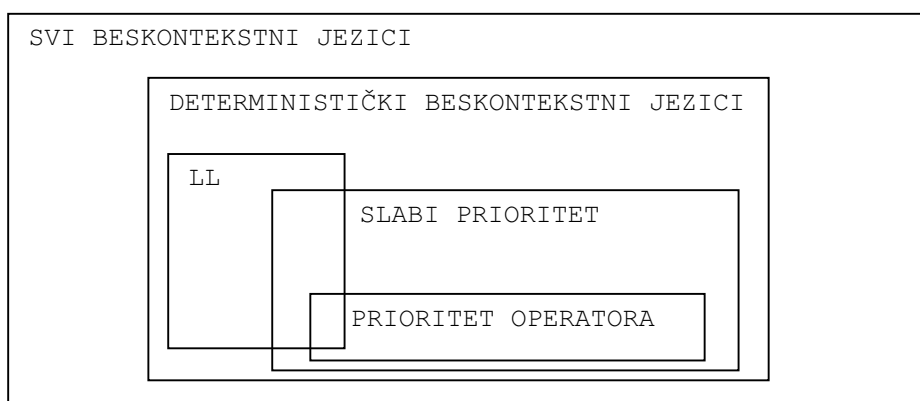 SVI BESKONTEKSTNI JEZICI
DETERMINISTIČKI BESKONTEKSTNI JEZICI
LL
SLABI PRIORITET
PRIORITET OPERATORA